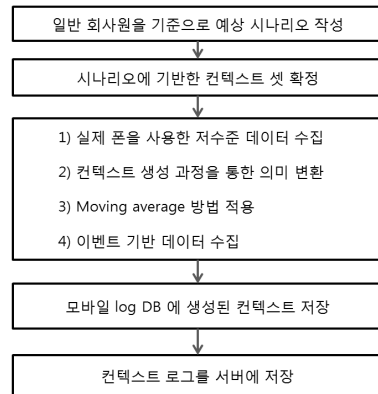 일반 회사원을 기준으로 예상 시나리오 작성
시나리오에 기반한 컨텍스트 셋 확정
1) 실제 폰을 사용한 저수준 데이터 수집
2) 컨텍스트 생성 과정을 통한 의미 변환
3) Moving average 방법 적용
4) 이벤트 기반 데이터 수집
모바일 log DB 에 생성된 컨텍스트 저장
컨텍스트 로그를 서버에 저장